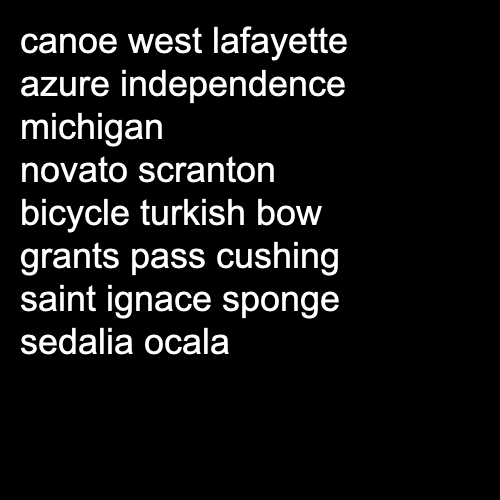 canoe west lafayette
azure independence
michigan
novato scranton
bicycle turkish bow
grants pass cushing
saint ignace sponge
sedalia ocala